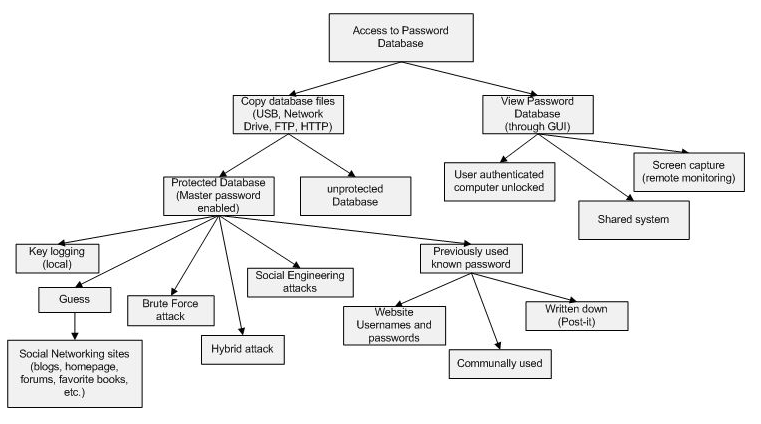 Access to Password
Database
Copy database files
(USB, Network
Drive, FTP, HTTP)
View Password
Database
(through GUI)
Protected Database
(Master password
enabled)
unprotected
Database
User authenticated
computer unlocked
Screen capture
(remote monitoring)
Shared system
Key logging
(local)
Guess
Brute Force
attack
Hybrid attack
Social Engineering
attacks
Previously used
known password
Social Networking sites
(blogs, homepage,
forums, favorite books,
etc.)
Website
Usernames and
passwords
Communally used
Written down
(Post-it)